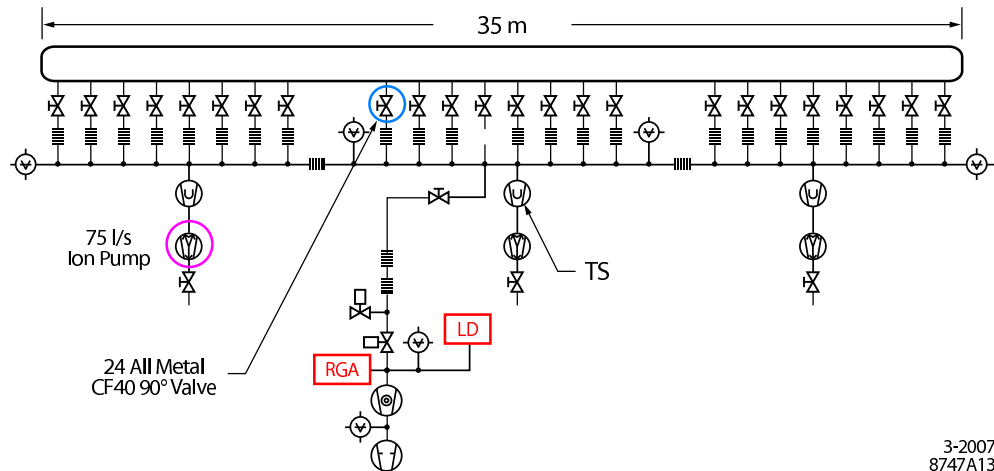 35 m
75 l/s
Ion Pump
TS
24 All Metal
CF40 90° Valve
LD
RGA
3-2007
8747A13